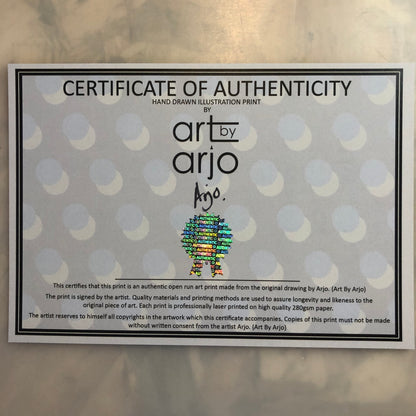 CERTIFICATE OF AUTHENTICITY
HAND DRAWN ILLUSTRATION PRINT
BY
art by
arjo
Arjo.
AUTHENTIC
This certifies that this print is an authentic open run art print made from the original drawing by Arjo. (Art By Arjo)
The print is signed by the artist. Quality materials and printing methods are used to assure longevity and likeness to the
original piece of art. Each print is professionally laser printed on high quality 280gsm paper.
The artist reserves to himself all copyrights in the artwork which this certificate accompanies. Copies of this print must not be made
without written consent from the artist Arjo. (Art By Arjo)